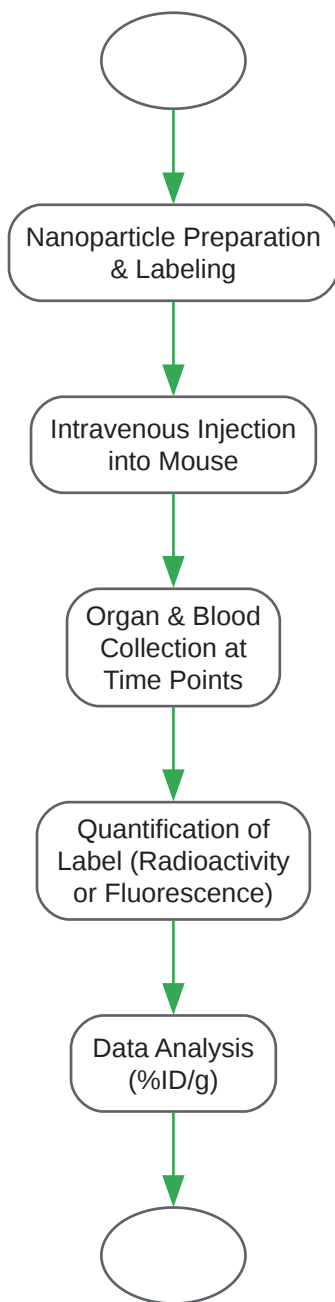 Nanoparticle Preparation
& Labeling
Intravenous Injection
into Mouse
Organ & Blood
Collection at
Time Points
Quantification of
Label (Radioactivity
or Fluorescence)
Data Analysis
(%ID/g)